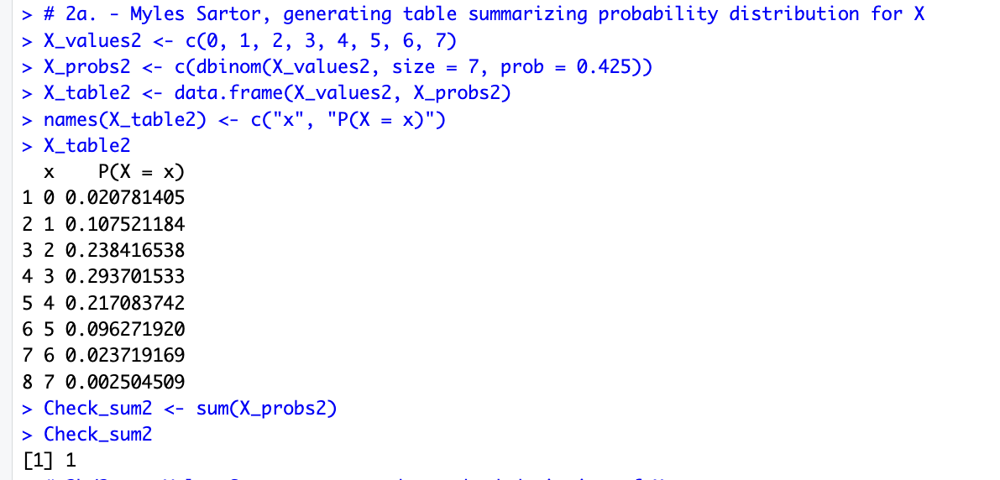 > # 2a. - Myles Sartor, generating table summarizing probability distribution for X
> X_values2 <- c(0, 1, 2, 3, 4, 5, 6, 7)
> X_probs2 <- c(dbinom(X_values2, size = 7, prob = 0.425))
> X_table2 <- data.frame(X_values2, X_probs2)
> names(X_table2) <- c("x", "P(X = x)")
> X_table2
  x    P(X = x)
1 0 0.020781405
2 1 0.107521184
3 2 0.238416538
4 3 0.293701533
5 4 0.217083742
6 5 0.096271920
7 6 0.023719169
8 7 0.002504509
> Check_sum2 <- sum(X_probs2)
> Check_sum2
[1] 1